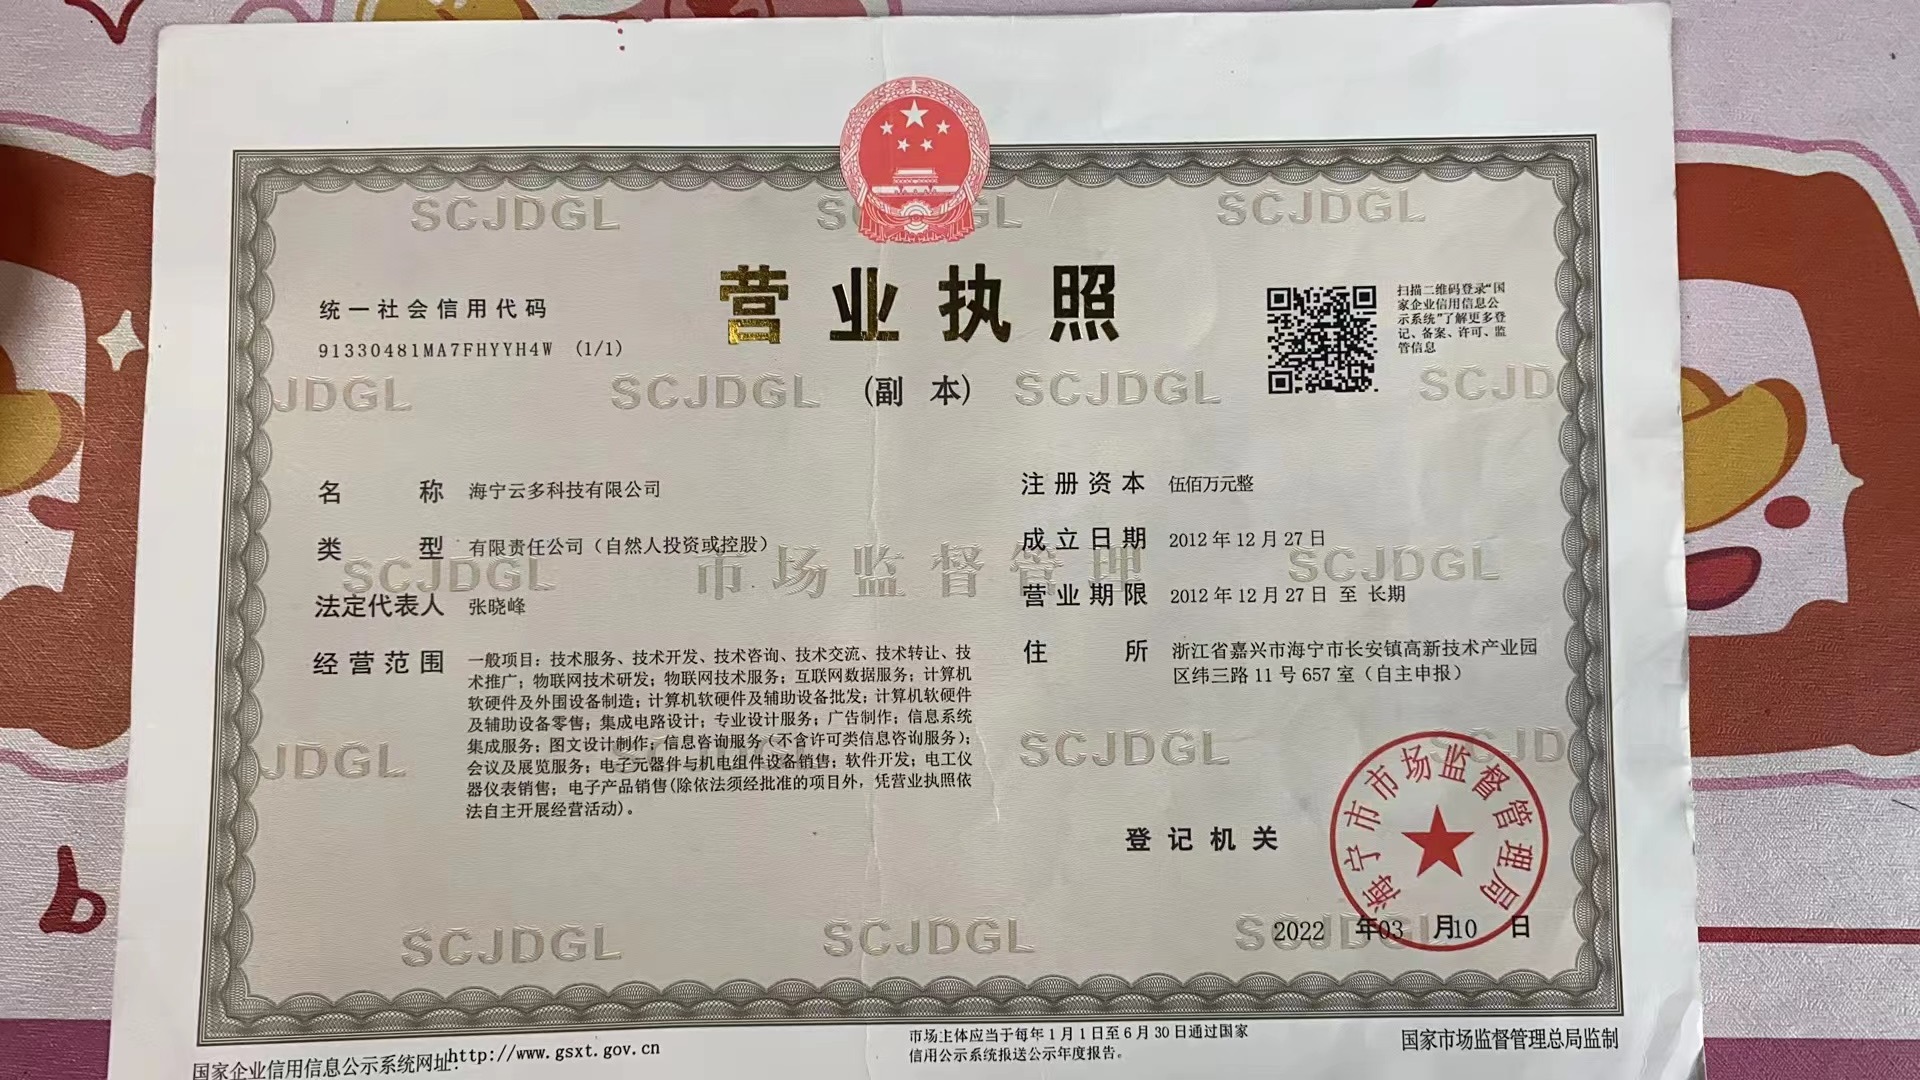 SCJDGL SCJDGL SCJDGL
营业执照
(副 本)
统一社会信用代码
91330481MA7FHYYH4W (1/1)
扫描二维码登录“国
家企业信用信息公
示系统”了解更多登
记、备案、许可、监
管信息
JDGL SCJDGL SCJDGL SCJD
名 称 海宁云多科技有限公司
类 型 有限责任公司（自然人投资或控股）
法定代表人 张晓峰
经营范围 一般项目：技术服务、技术开发、技术咨询、技术交流、技术转让、技
术推广；物联网技术研发；物联网技术服务；互联网数据服务；计算机
软硬件及外围设备制造；计算机软硬件及辅助设备批发；计算机软硬件
及辅助设备零售；集成电路设计；专业设计服务；广告制作；信息系统
集成服务；图文设计制作；信息咨询服务（不含许可类信息咨询服务）；
会议及展览服务；电子元器件与机电组件设备销售；软件开发；电工仪
器仪表销售；电子产品销售(除依法须经批准的项目外，凭营业执照依
法自主开展经营活动)。
注册资本 伍佰万元整
成立日期 2012年12月27日
营业期限 2012年12月27日 至 长期
住 所 浙江省嘉兴市海宁市长安镇高新技术产业园
区纬三路11号657室（自主申报）
SCJDGL 市场监督管理 SCJDGL
JDGL SCJDGL SCJD
登记机关
海宁市市场监督管理局
2022 年03 月10 日
SCJDGL SCJDGL SCJDGL
国家企业信用信息公示系统网址:http://www.gsxt.gov.cn
市场主体应当于每年1月1日至6月30日通过国家
信用公示系统报送公示年度报告。
国家市场监督管理总局监制
b